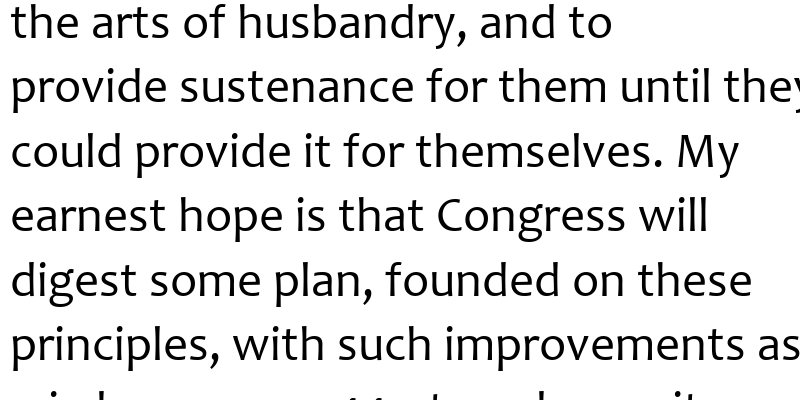 the arts of husbandry, and to
provide sustenance for them until they
could provide it for themselves. My
earnest hope is that Congress will
digest some plan, founded on these
principles, with such improvements as